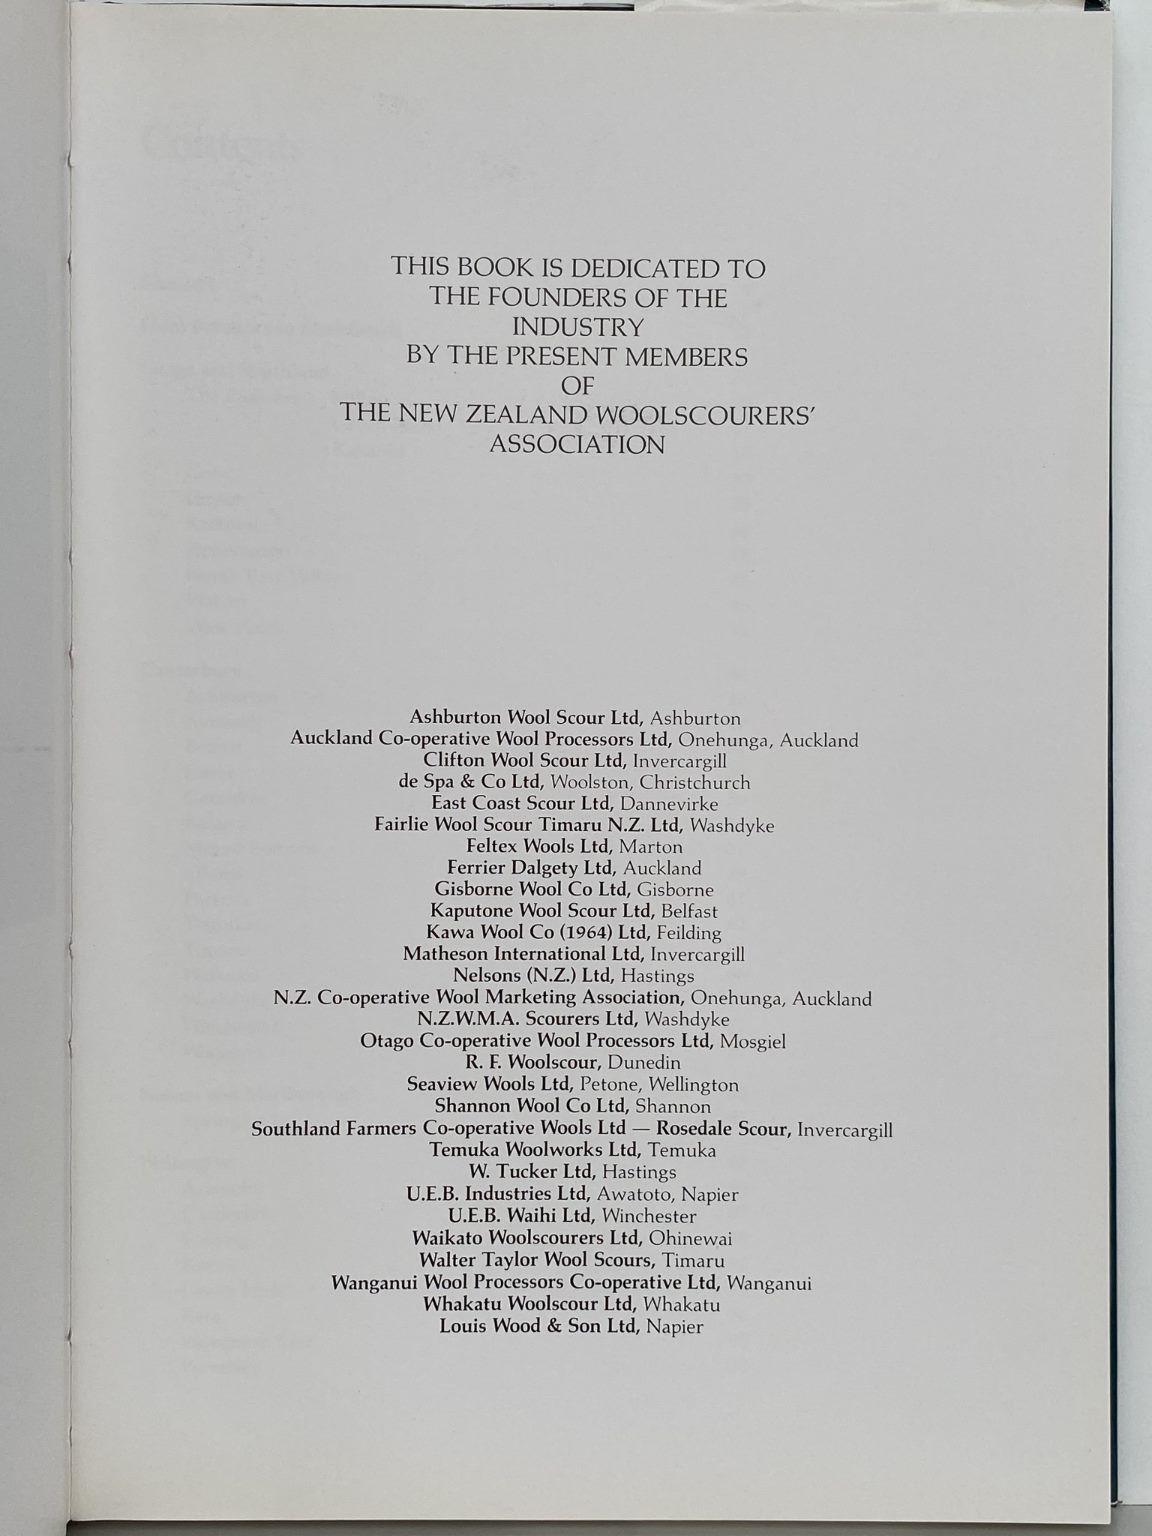 THIS BOOK IS DEDICATED TO
THE FOUNDERS OF THE
INDUSTRY
BY THE PRESENT MEMBERS
OF
THE NEW ZEALAND WOOLSCOURERS'
ASSOCIATION
Ashburton Wool Scour Ltd, Ashburton
Auckland Co-operative Wool Processors Ltd, Onehunga, Auckland
Clifton Wool Scour Ltd, Invercargill
de Spa & Co Ltd, Woolston, Christchurch
East Coast Scour Ltd, Dannevirke
Fairlie Wool Scour Timaru N.Z. Ltd, Washdyke
Feltex Wools Ltd, Marton
Ferrier Dalgety Ltd, Auckland
Gisborne Wool Co Ltd, Gisborne
Kaputone Wool Scour Ltd, Belfast
Kawa Wool Co (1964) Ltd, Feilding
Matheson International Ltd, Invercargill
Nelsons (N.Z.) Ltd, Hastings
N.Z. Co-operative Wool Marketing Association, Onehunga, Auckland
N.Z.W.M.A. Scourers Ltd, Washdyke
Otago Co-operative Wool Processors Ltd, Mosgiel
R. F. Woolscour, Dunedin
Seaview Wools Ltd, Petone, Wellington
Shannon Wool Co Ltd, Shannon
Southland Farmers Co-operative Wools Ltd — Rosedale Scour, Invercargill
Temuka Woolworks Ltd, Temuka
W. Tucker Ltd, Hastings
U.E.B. Industries Ltd, Awatoto, Napier
U.E.B. Waihi Ltd, Winchester
Waikato Woolscourers Ltd, Ohinewai
Walter Taylor Wool Scours, Timaru
Wanganui Wool Processors Co-operative Ltd, Wanganui
Whakatu Woolscour Ltd, Whakatu
Louis Wood & Son Ltd, Napier